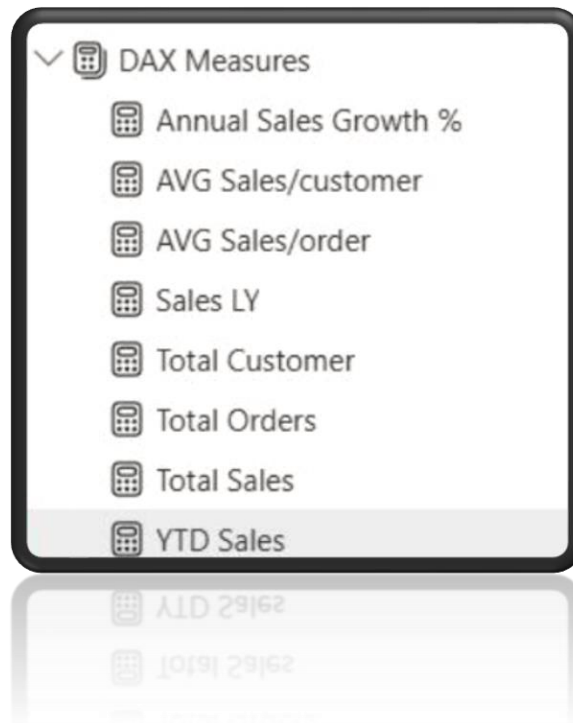 DAX Measures
Annual Sales Growth %
AVG Sales/customer
AVG Sales/order
Sales LY
Total Customer
Total Orders
Total Sales
YTD Sales